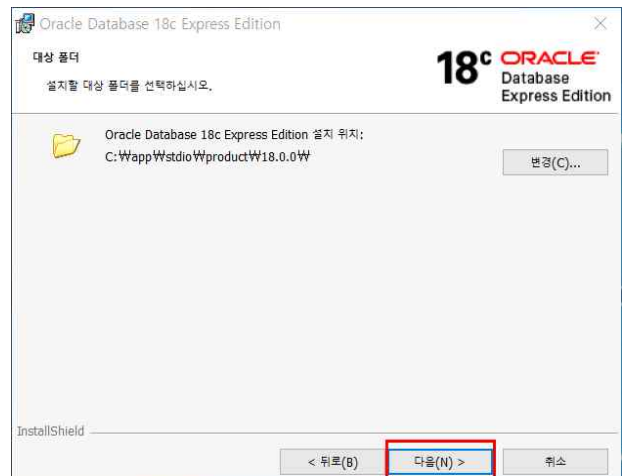 Oracle Database 18c Express Edition
대상 폴더
설치할 대상 폴더를 선택하십시오.
18c ORACLE
Database
Express Edition
Oracle Database 18c Express Edition 설치 위치:
C:₩app₩stdio₩product₩18.0.0₩
변경(C)...
InstallShield
< 뒤로(B)
다음(N) >
취소